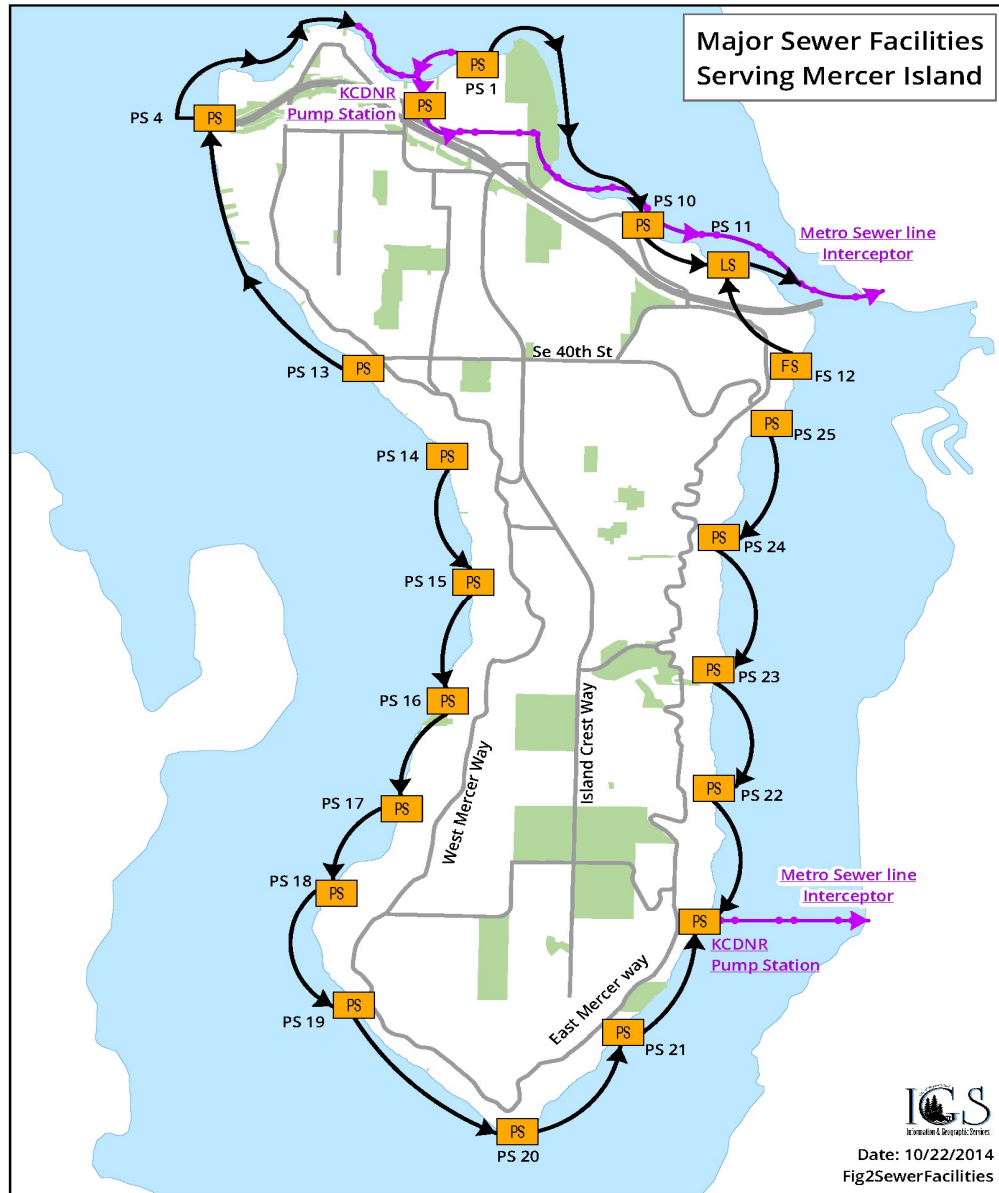 Major Sewer Facilities
Serving Mercer Island
PS
PS 1
KCDNR
Pump Station
PS
PS 4
PS
PS 10
PS
PS 11
LS
Metro Sewer line
Interceptor
Se 40th St
PS 13
PS
FS
FS 12
PS
PS 25
PS 14
PS
PS
PS 24
PS 15
PS
PS
PS 23
PS 16
PS
Island Crest Way
West Mercer Way
PS
PS 22
PS 17
PS
PS 18
PS
Metro Sewer line
Interceptor
PS
KCDNR
Pump Station
East Mercer way
PS 19
PS
PS
PS 21
PS
PS 20
IGS
Information & Geographic Services
Date: 10/22/2014
Fig2SewerFacilities